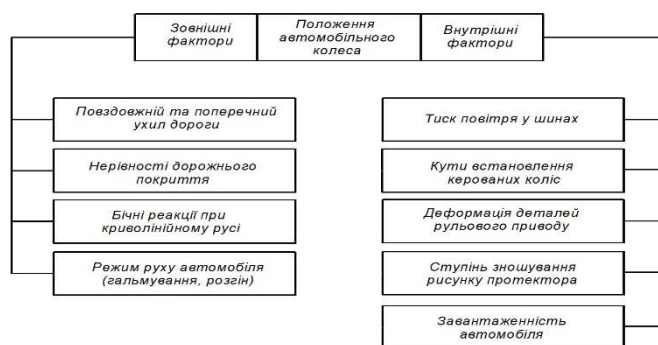 Зовнішні
фактори
Положення
автомобільного
колеса
Внутрішні
фактори
Повздовжній та поперечний
ухил дороги
Нерівності дорожнього
покриття
Бічні реакції при
криволінійному русі
Режим руху автомобіля
(гальмування, розгін)
Тиск повітря у шинах
Кути встановлення
керованих коліс
Деформація деталей
рульового приводу
Ступінь зношування
рисунку протектора
Завантаженність
автомобіля